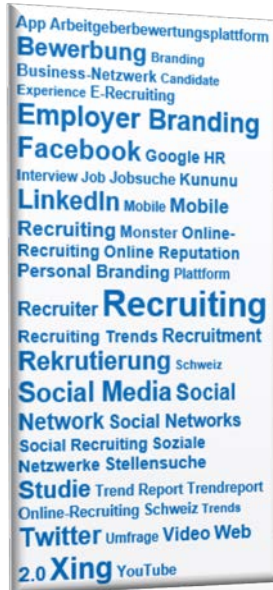 App Arbeitgeberbewertungsplattform
Bewerbung Branding
Business-Netzwerk Candidate
Experience E-Recruiting
Employer Branding
Facebook Google HR
Interview Job Jobsuche Kununu
LinkedIn Mobile Mobile
Recruiting Monster Online-
Recruiting Online Reputation
Personal Branding Plattform
Recruiter Recruiting
Recruiting Trends Recruitment
Rekrutierung Schweiz
Social Media Social
Network Social Networks
Social Recruiting Soziale
Netzwerke Stellensuche
Studie Trend Report Trendreport
Online-Recruiting Schweiz Trends
Twitter Umfrage Video Web
2.0 Xing YouTube